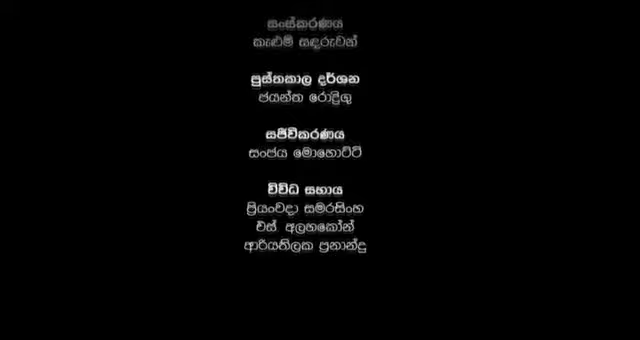 සංස්කරණය
කැළුම් සඳරුවන්
පුස්තකාල දර්ශන
ජයන්ත රොද්‍රිගු
සජීවීකරණය
සංජය මොහොට්ටි
විවිධ සහාය
ප්‍රියංවදා සමරසිංහ
එස්. අලහකෝන්
ආරියතිලක ප්‍රනාන්දු